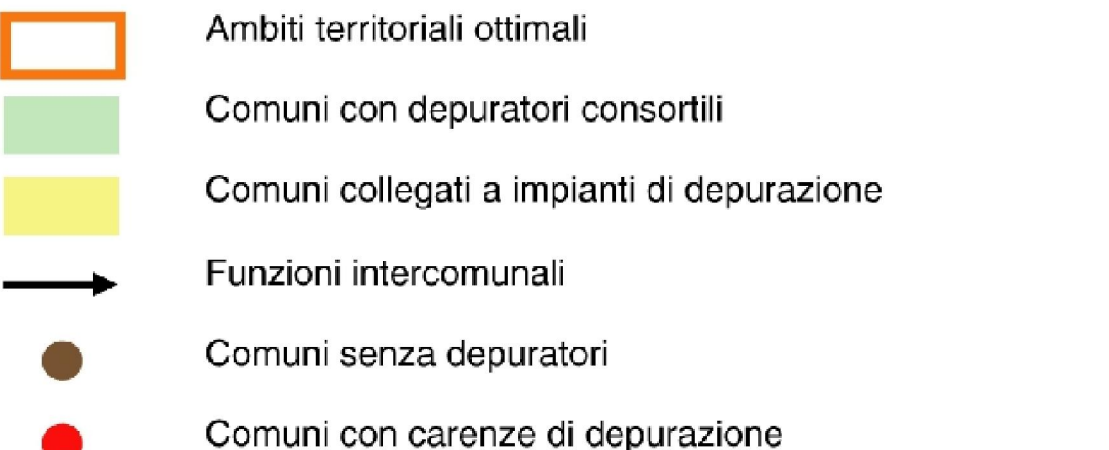 Ambiti territoriali ottimali
Comuni con depuratori consortili
Comuni collegati a impianti di depurazione
Funzioni intercomunali
Comuni senza depuratori
Comuni con carenze di depurazione